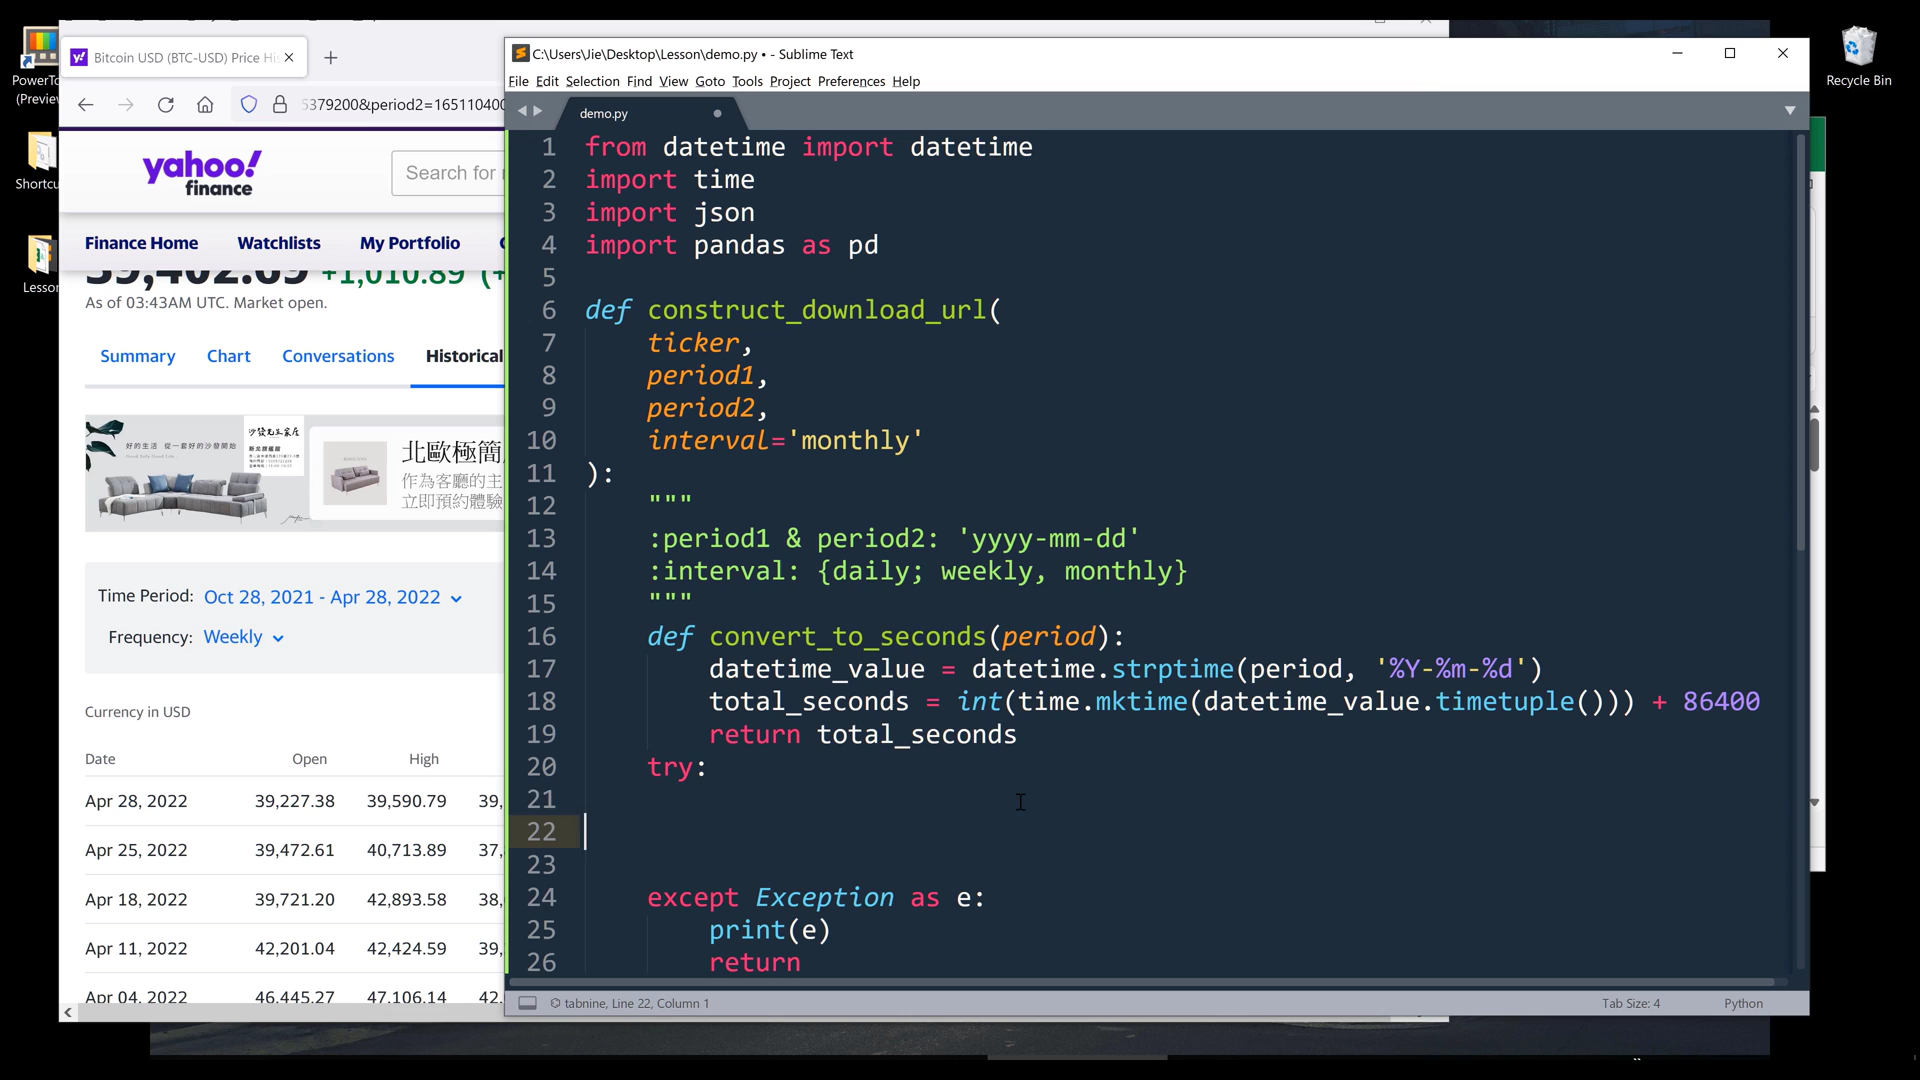 PowerTo
(Preview
Shortcu
Lesson
Recycle Bin
Bitcoin USD (BTC-USD) Price His
5379200&period2=165110400
yahoo!
finance
Search for
Finance Home
Watchlists
My Portfolio
39,402.69 +1,010.89
As of 03:43AM UTC. Market open.
Summary
Chart
Conversations
Historical
好的生活 從一套好的沙發開始
北歐極簡
作為客廳的主
立即預約體驗
Time Period: Oct 28, 2021 - Apr 28, 2022
Frequency: Weekly
Currency in USD
Date Open High
Apr 28, 2022 39,227.38 39,590.79 39,
Apr 25, 2022 39,472.61 40,713.89 37,
Apr 18, 2022 39,721.20 42,893.58 38,
Apr 11, 2022 42,201.04 42,424.59 39,
Apr 04, 2022 46,445.27 47,106.14 42,
C:\Users\Jie\Desktop\Lesson\demo.py • - Sublime Text
File Edit Selection Find View Goto Tools Project Preferences Help
demo.py
1 from datetime import datetime
2 import time
3 import json
4 import pandas as pd
5
6 def construct_download_url(
7 ticker,
8 period1,
9 period2,
10 interval='monthly'
11 ):
12 """
13 :period1 & period2: 'yyyy-mm-dd'
14 :interval: {daily; weekly, monthly}
15 """
16 def convert_to_seconds(period):
17 datetime_value = datetime.strptime(period, '%Y-%m-%d')
18 total_seconds = int(time.mktime(datetime_value.timetuple())) + 86400
19 return total_seconds
20 try:
21
22
23
24 except Exception as e:
25 print(e)
26 return
tabnine, Line 22, Column 1
Tab Size: 4
Python